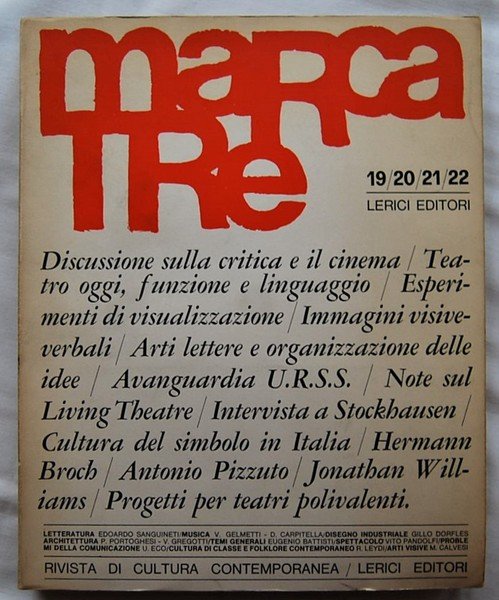 marca
TRe
19/20/21/22
LERICI EDITORI
Discussione sulla critica e il cinema / Tea-
tro oggi, funzione e linguaggio / Esperi-
menti di visualizzazione / Immagini visive-
verbali / Arti lettere e organizzazione delle
idee / Avanguardia U.R.S.S. / Note sul
Living Theatre / Intervista a Stockhausen /
Cultura del simbolo in Italia / Hermann
Broch / Antonio Pizzuto / Jonathan Will-
iams / Progetti per teatri polivalenti.
LETTERATURA EDOARDO SANGUINETI/MUSICA V. GELMETTI - D. CARPITELLA/DISEGNO INDUSTRIALE GILLO DORFLES
ARCHITETTURA P. PORTOGHESI - V. GREGOTTI/TEMI GENERALI EUGENIO BATTISTI/SPETTACOLO VITO PANDOLFI/PROBLE
MI DELLA COMUNICAZIONE U. ECO/CULTURA DI CLASSE E FOLKLORE CONTEMPORANEO R. LEYDI/ARTI VISIVE M. CALVESI
RIVISTA DI CULTURA CONTEMPORANEA / LERICI EDITORI